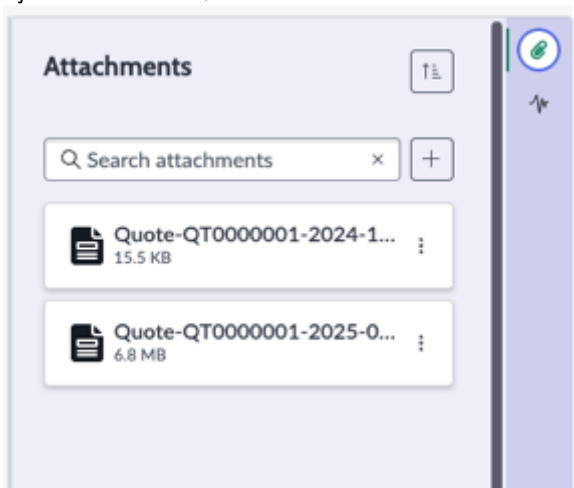 Attachments
Search attachments
Quote-QT0000001-2024-1...
15.5 KB
Quote-QT0000001-2025-0...
6.8 MB